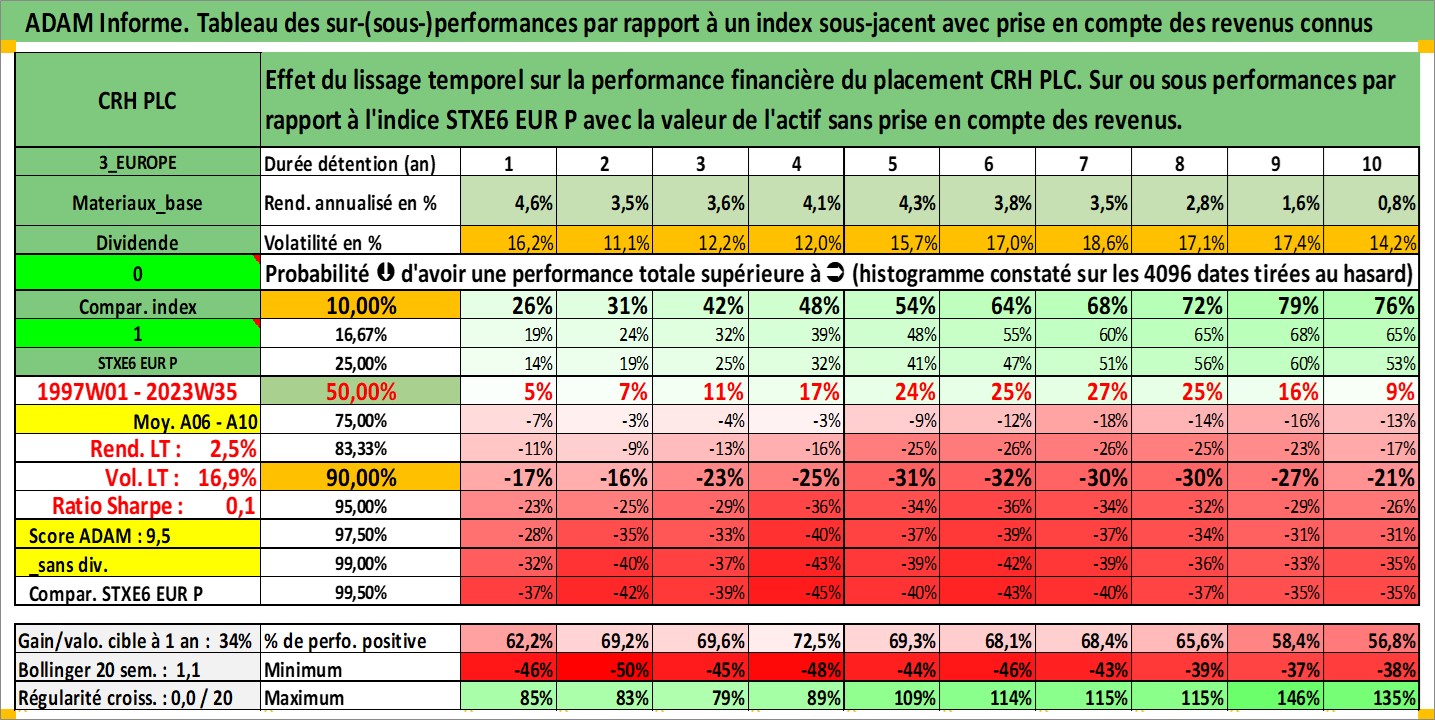 ADAM Informe. Tableau des sur-(sous-)performances par rapport à un index sous-jacent avec prise en compte des revenus connus
CRH PLC
Effet du lissage temporel sur la performance financière du placement CRH PLC. Sur ou sous performances par
rapport à l'indice STXE6 EUR P avec la valeur de l'actif sans prise en compte des revenus.
3_EUROPE Durée détention (an) 1 2 3 4 5 6 7 8 9 10
Materiaux_base Rend. annualisé en % 4,6% 3,5% 3,6% 4,1% 4,3% 3,8% 3,5% 2,8% 1,6% 0,8%
Dividende Volatilité en % 16,2% 11,1% 12,2% 12,0% 15,7% 17,0% 18,6% 17,1% 17,4% 14,2%
0 Probabilité ⬇ d'avoir une performance totale supérieure à ➲ (histogramme constaté sur les 4096 dates tirées au hasard)
Compar. index 10,00% 26% 31% 42% 48% 54% 64% 68% 72% 79% 76%
1 16,67% 19% 24% 32% 39% 48% 55% 60% 65% 68% 65%
STXE6 EUR P 25,00% 14% 19% 25% 32% 41% 47% 51% 56% 60% 53%
1997W01 - 2023W35 50,00% 5% 7% 11% 17% 24% 25% 27% 25% 16% 9%
Moy. A06 - A10 75,00% -7% -3% -4% -3% -9% -12% -18% -14% -16% -13%
Rend. LT : 2,5% 83,33% -11% -9% -13% -16% -25% -26% -26% -25% -23% -17%
Vol. LT : 16,9% 90,00% -17% -16% -23% -25% -31% -32% -30% -30% -27% -21%
Ratio Sharpe : 0,1 95,00% -23% -25% -29% -36% -34% -36% -34% -32% -29% -26%
Score ADAM : 9,5 97,50% -28% -35% -33% -40% -37% -39% -37% -34% -31% -31%
_sans div. 99,00% -32% -40% -37% -43% -39% -42% -39% -36% -33% -35%
Compar. STXE6 EUR P 99,50% -37% -42% -39% -45% -40% -43% -40% -37% -35% -35%
Gain/valo. cible à 1 an : 34% % de perfo. positive 62,2% 69,2% 69,6% 72,5% 69,3% 68,1% 68,4% 65,6% 58,4% 56,8%
Bollinger 20 sem. : 1,1 Minimum -46% -50% -45% -48% -44% -46% -43% -39% -37% -38%
Régularité croiss. : 0,0 / 20 Maximum 85% 83% 79% 89% 109% 114% 115% 115% 146% 135%